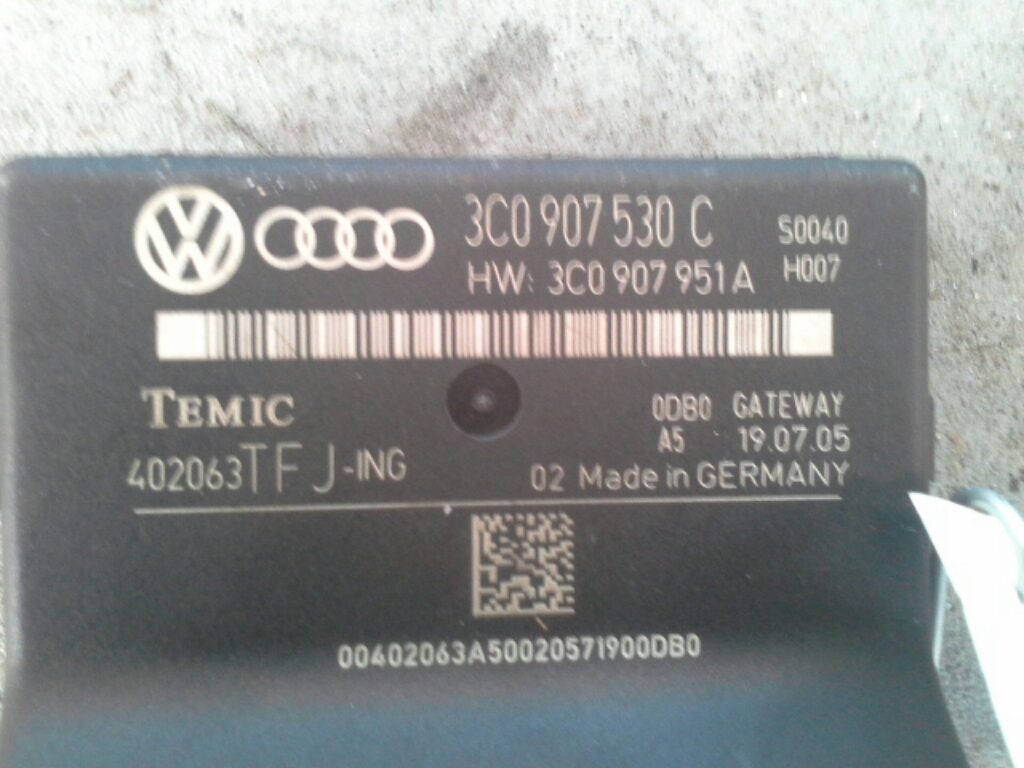 3C0 907 530 C
S0040
HW: 3C0 907 951 A
H007
TEMIC
0DB0 GATEWAY
A5 19.07.05
402063TFJ-ING
02 Made in GERMANY
00402063A50020571900DB0